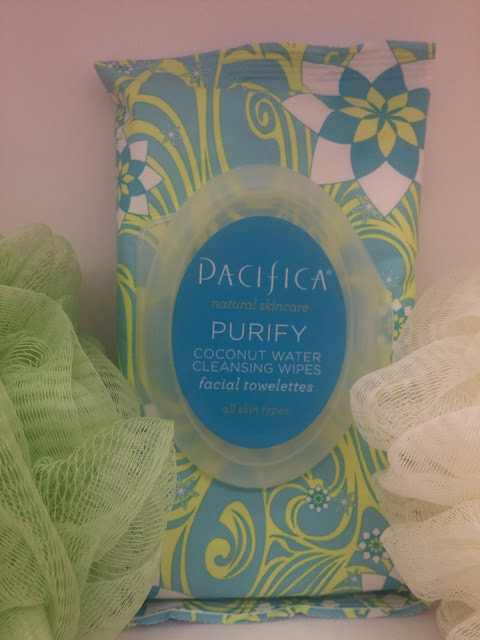 PACIFICA®
natural skincare
PURIFY
COCONUT WATER
CLEANSING WIPES
facial towelettes
all skin types